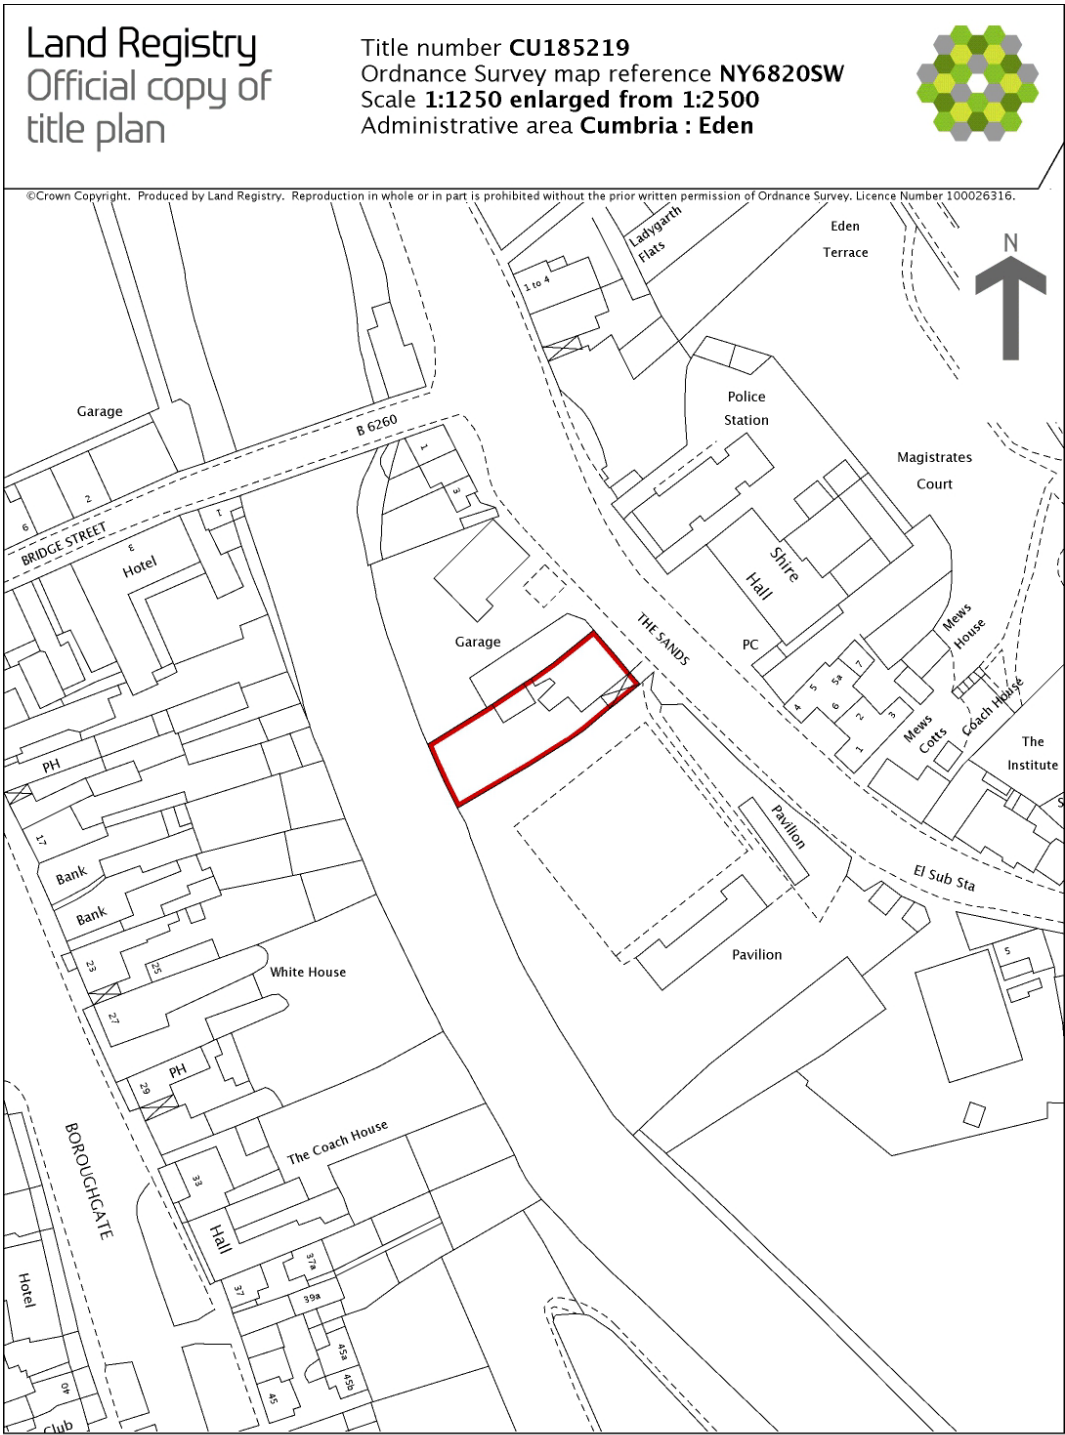 Land Registry
Official copy of
title plan
Title number CU185219
Ordnance Survey map reference NY6820SW
Scale 1:1250 enlarged from 1:2500
Administrative area Cumbria : Eden
©Crown Copyright. Produced by Land Registry. Reproduction in whole or in part is prohibited without the prior written permission of Ordnance Survey. Licence Number 100026316.
N
Ladygarth
Flats
Eden
Terrace
1 to 4
Garage
B 6260
Police
Station
1
3
2
6
BRIDGE STREET
1
3
Hotel
Magistrates
Court
Shire
Hall
Garage
THE SANDS
PC
Mews
House
7
5a
5
4
6
2
3
1
Mews
Cotts
Coach House
The
Institute
S
PH
17
Bank
Bank
Pavilion
El Sub Sta
23
25
White House
Pavilion
5
27
PH
29
BOROUGHGATE
The Coach House
33
Hall
37a
37
39a
Hotel
45a
45b
45
40
Club